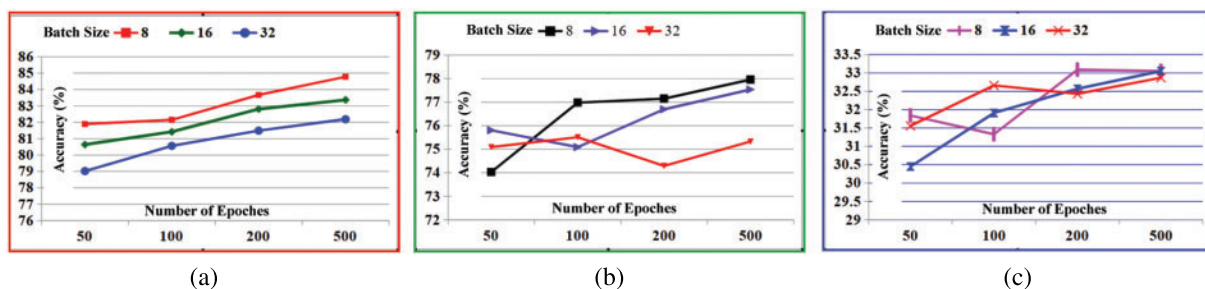 Batch Size 8 16 32
86
85
84
83
82
81
80
79
78
77
76
Accuracy (%)
Number of Epoches
50 100 200 500
(a)
Batch Size 8 16 32
79
78
77
76
75
74
73
72
Accuracy (%)
Number of Epoches
50 100 200 500
(b)
Batch Size 8 16 32
33.5
33
32.5
32
31.5
31
30.5
30
29.5
29
Accuracy (%)
Number of Epoches
50 100 200 500
(c)